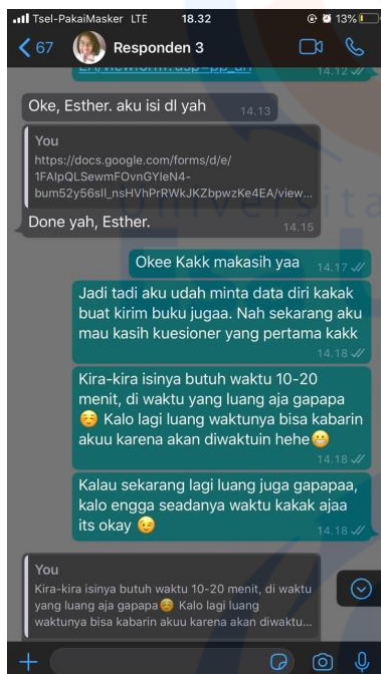 Tsel-PakaiMasker LTE 18.32 13%
67 Responden 3
14.12
Oke, Esther. aku isi dl yah 14.13
You
https://docs.google.com/forms/d/e/
1FAIpQLSewmFOvnGYIeN4-
bum52y56sIl_nsHVhPrRWkJKZbpwzKe4EA/view...
Done yah, Esther. 14.15
Okee Kakk makasih yaa 14.17
Jadi tadi aku udah minta data diri kakak
buat kirim buku jugaa. Nah sekarang aku
mau kasih kuesioner yang pertama kakk
14.18
Kira-kira isinya butuh waktu 10-20
menit, di waktu yang luang aja gapapa
☺️ Kalo lagi luang waktunya bisa kabarin
akuu karena akan diwaktuin hehe😬
14.18
Kalau sekarang lagi luang juga gapapaa,
kalo engga seadanya waktu kakak ajaa
its okay 😉 14.18
You
Kira-kira isinya butuh waktu 10-20 menit, di waktu
yang luang aja gapapa☺️ Kalo lagi luang
waktunya bisa kabarin akuu karena akan diwaktu...